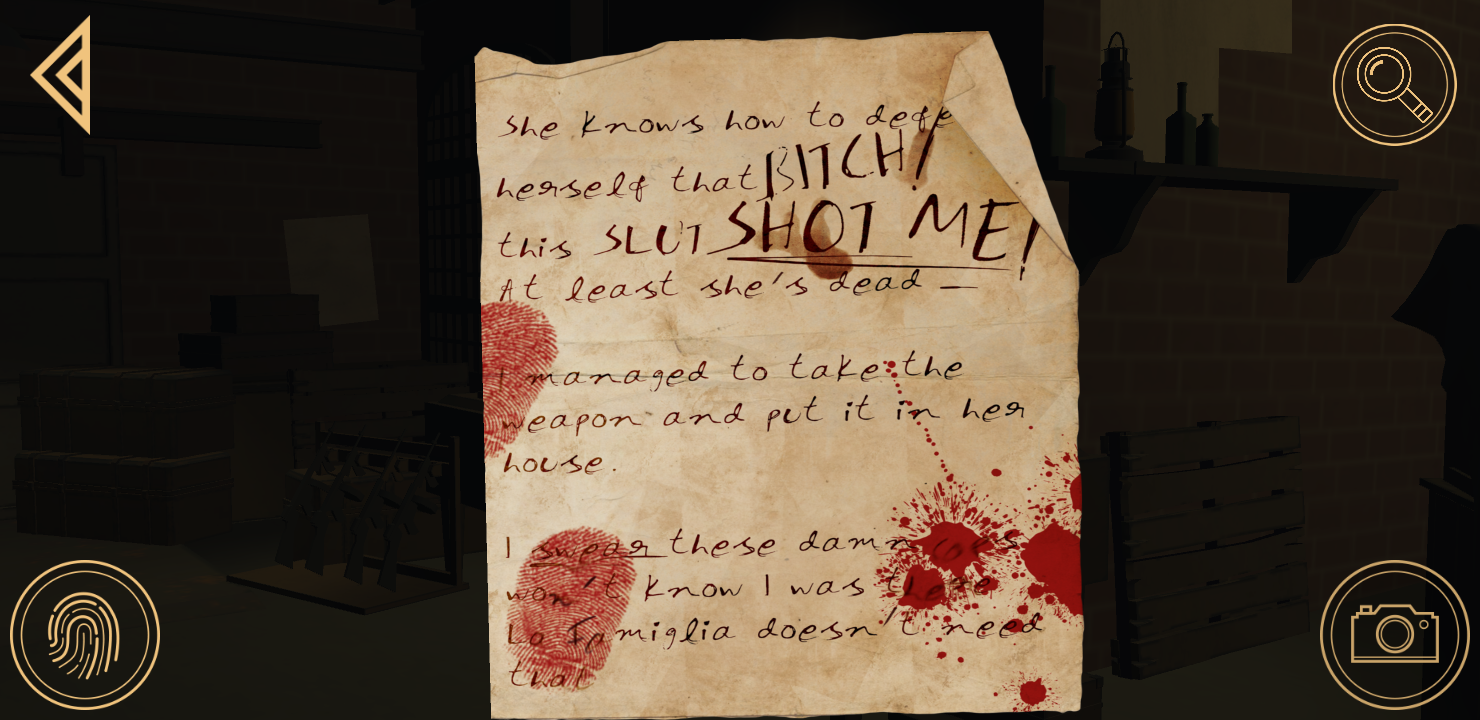 She knows how to defe
herself that BITCH!
this SLUT SHOT ME!
At least she's dead —
I managed to take the
weapon and put it in her
house.
I swear these damn cops
won't know I was there
La Famiglia doesn't need
that